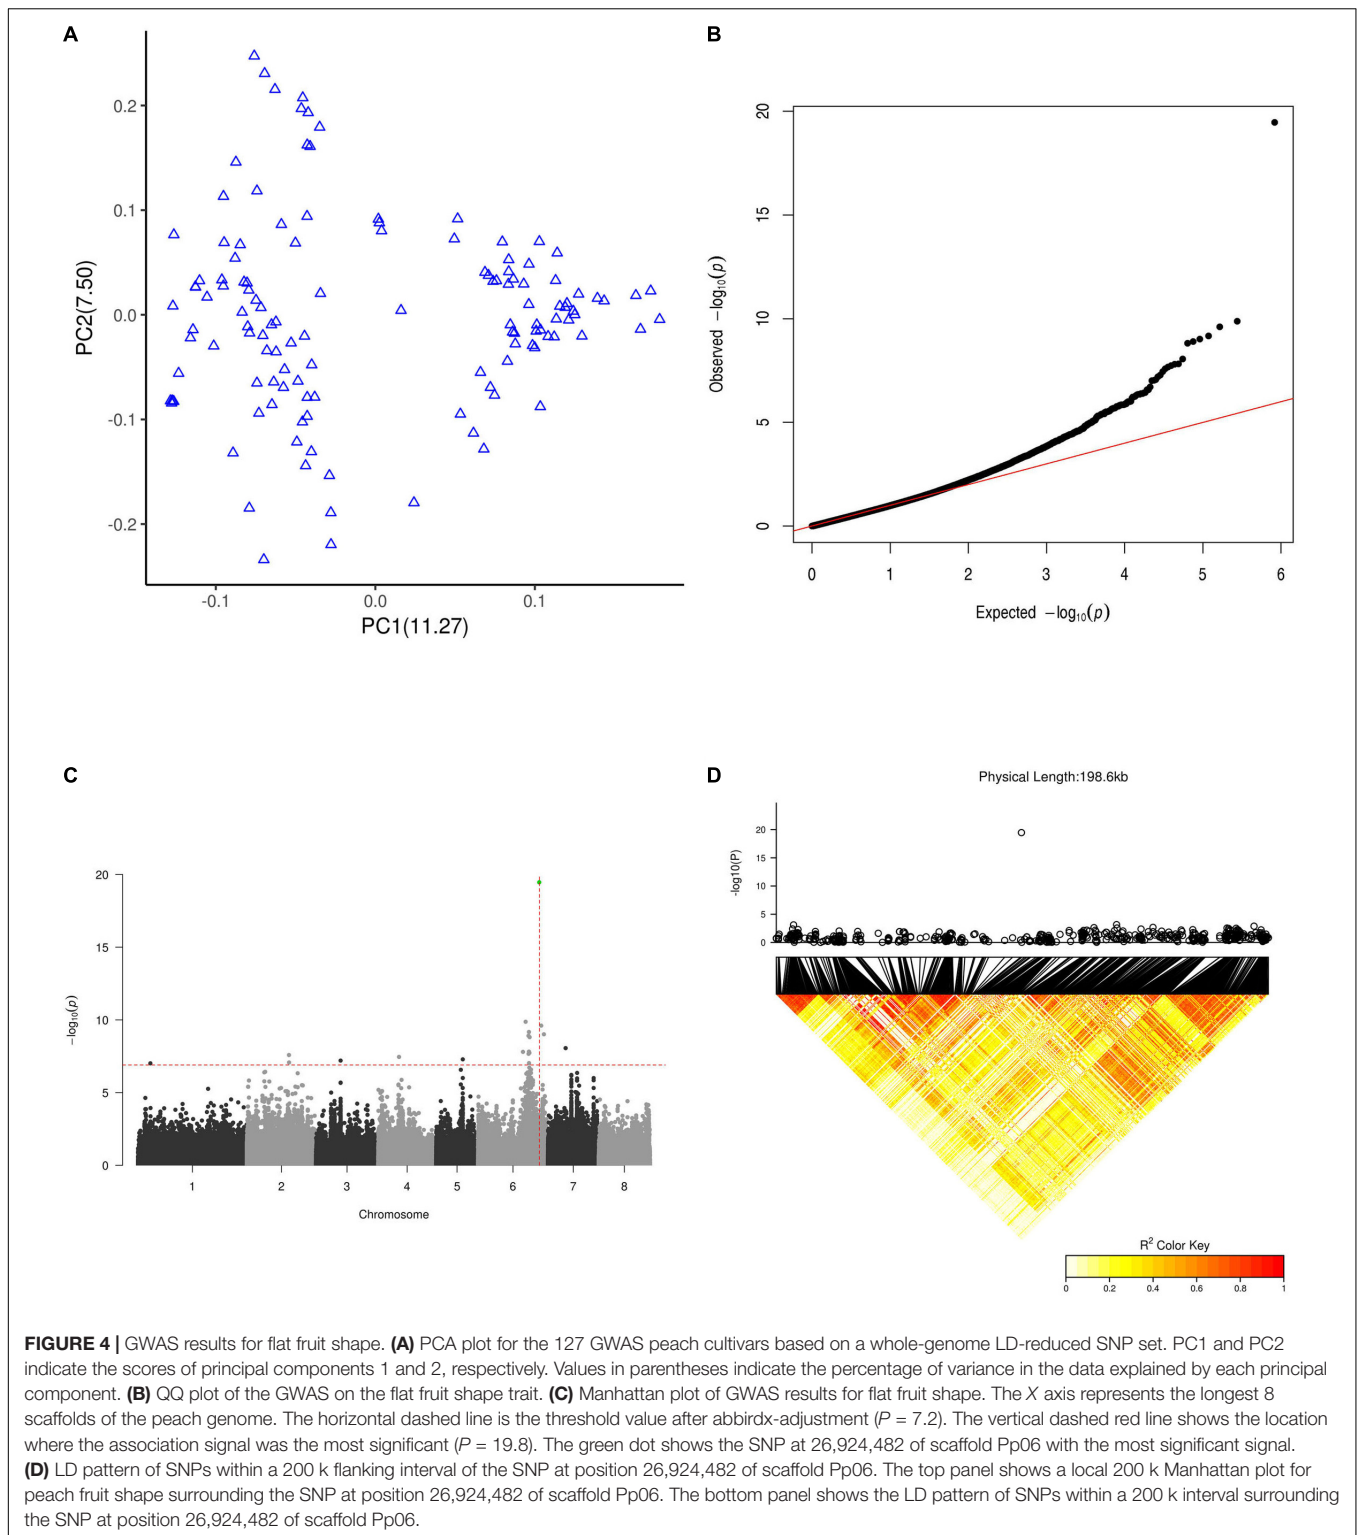 A
0.2
0.1
0.0
-0.1
-0.2
PC2(7.50)
-0.1
0.0
0.1
PC1(11.27)
B
20
15
10
5
0
Observed −log10(p)
0
1
2
3
4
5
6
Expected −log10(p)
C
20
15
10
5
0
−log10(p)
1
2
3
4
5
6
7
8
Chromosome
D
Physical Length:198.6kb
20
15
10
5
0
-log10(P)
R2 Color Key
0
0.2
0.4
0.6
0.8
1
FIGURE 4 | GWAS results for flat fruit shape. (A) PCA plot for the 127 GWAS peach cultivars based on a whole-genome LD-reduced SNP set. PC1 and PC2
indicate the scores of principal components 1 and 2, respectively. Values in parentheses indicate the percentage of variance in the data explained by each principal
component. (B) QQ plot of the GWAS on the flat fruit shape trait. (C) Manhattan plot of GWAS results for flat fruit shape. The X axis represents the longest 8
scaffolds of the peach genome. The horizontal dashed line is the threshold value after abbirdx-adjustment (P = 7.2). The vertical dashed red line shows the location
where the association signal was the most significant (P = 19.8). The green dot shows the SNP at 26,924,482 of scaffold Pp06 with the most significant signal.
(D) LD pattern of SNPs within a 200 k flanking interval of the SNP at position 26,924,482 of scaffold Pp06. The top panel shows a local 200 k Manhattan plot for
peach fruit shape surrounding the SNP at position 26,924,482 of scaffold Pp06. The bottom panel shows the LD pattern of SNPs within a 200 k interval surrounding
the SNP at position 26,924,482 of scaffold Pp06.